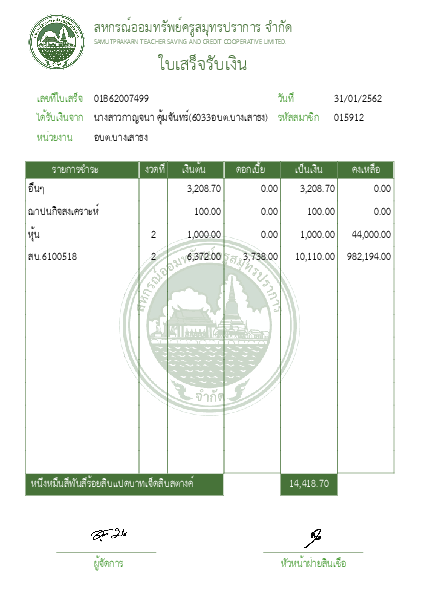 สหกรณ์ออมทรัพย์ครูสมุทรปราการ จำกัด
SAMUTPRAKARN TEACHER SAVING AND CREDIT COOPERATIVE LIMITED.
ใบเสร็จรับเงิน
เลขที่ใบเสร็จ 01862007499 วันที่ 31/01/2562
ได้รับเงินจาก นางสาวกาญจนา คุ้มจันทร์(6033อบต.บางเสาธง) รหัสสมาชิก 015912
หน่วยงาน อบต.บางเสาธง
รายการชำระ งวดที่ เงินต้น ดอกเบี้ย เป็นเงิน คงเหลือ
อื่นๆ 3,208.70 0.00 3,208.70 0.00
ฌาปนกิจสงเคราะห์ 100.00 0.00 100.00 0.00
หุ้น 2 1,000.00 0.00 1,000.00 44,000.00
สบ.6100518 2 6,372.00 3,738.00 10,110.00 982,194.00
สหกรณ์ออมทรัพย์ครูสมุทรปราการ
จำกัด
หนึ่งหมื่นสี่พันสี่ร้อยสิบแปดบาทเจ็ดสิบสตางค์ 14,418.70
ผู้จัดการ หัวหน้าฝ่ายสินเชื่อ